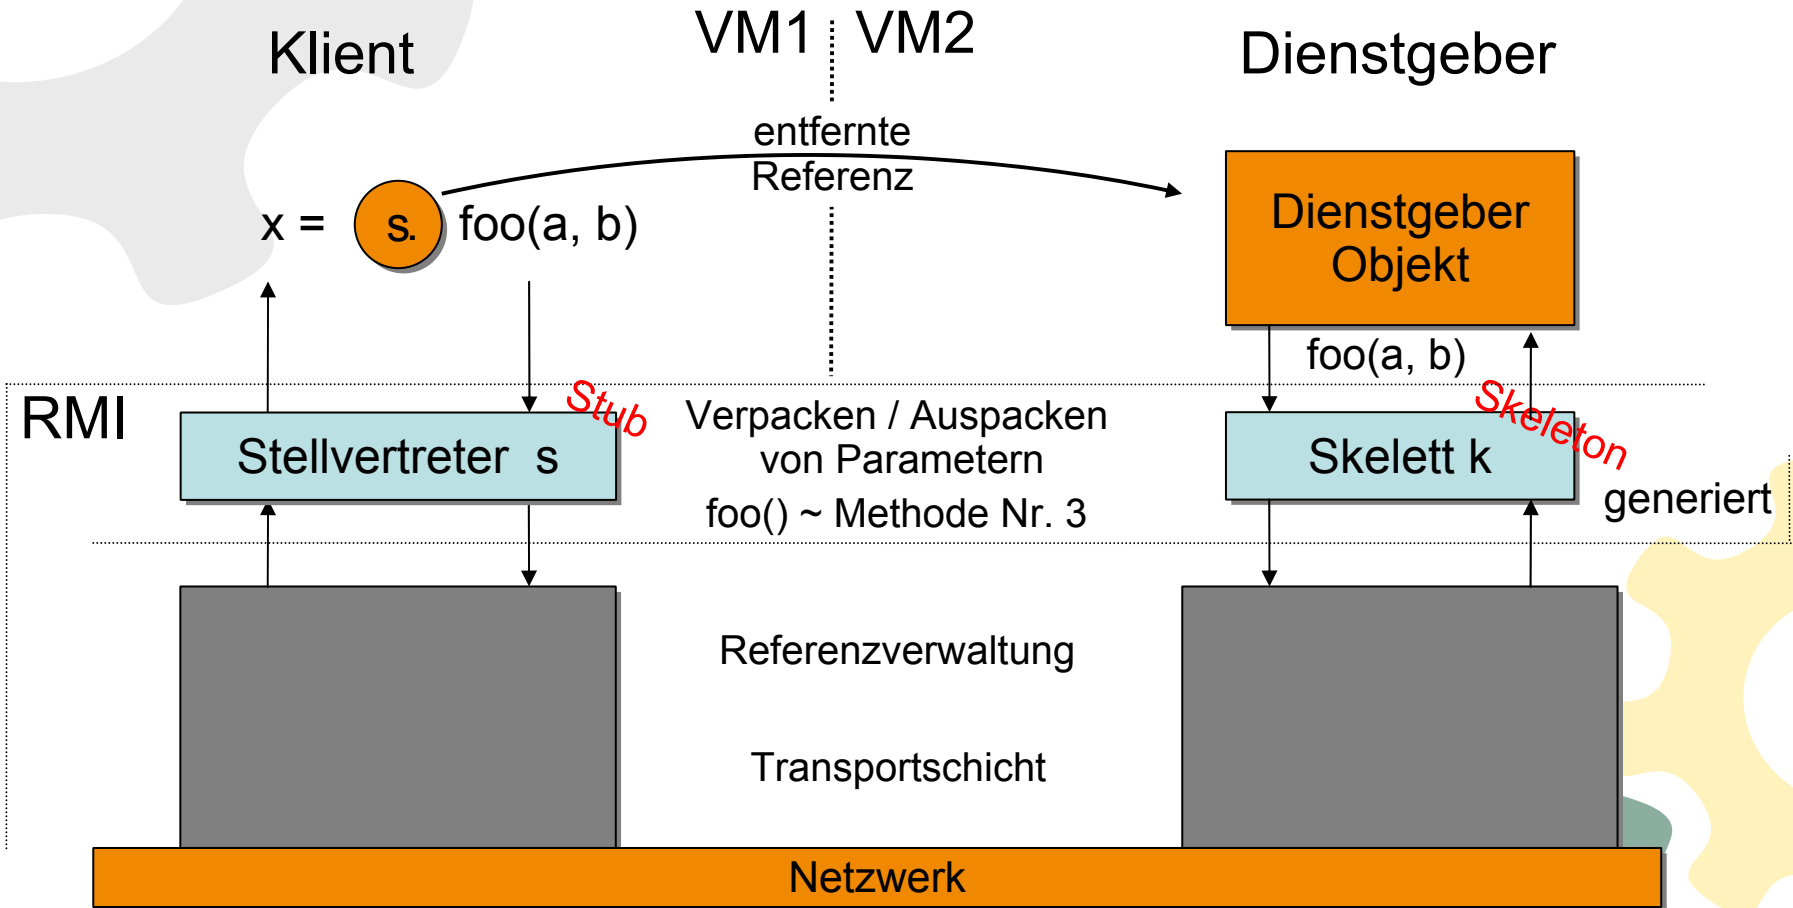 Klient
VM1
VM2
Dienstgeber
entfernte
Referenz
x = s. foo(a, b)
Dienstgeber
Objekt
foo(a, b)
RMI
Stub
Skeleton
Stellvertreter s
Verpacken / Auspacken
von Parametern
foo() ~ Methode Nr. 3
Skelett k
generiert
Referenzverwaltung
Transportschicht
Netzwerk